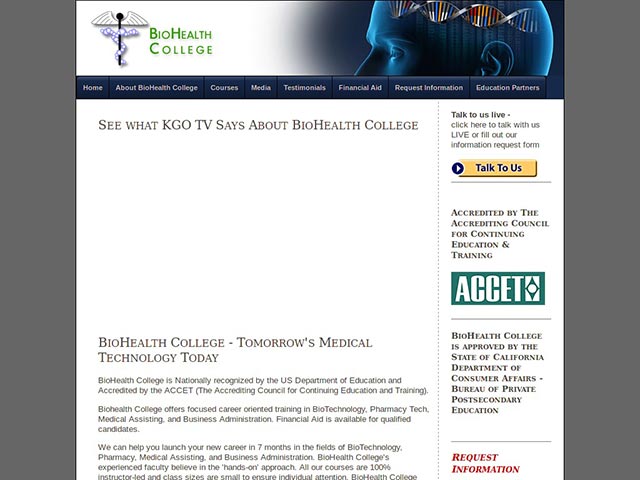 BioHealth
College
Home
About BioHealth College
Courses
Media
Testimonials
Financial Aid
Request Information
Education Partners
See what KGO TV Says About BioHealth College
BioHealth College - Tomorrow's Medical
Technology Today
BioHealth College is Nationally recognized by the US Department of Education and
Accredited by the ACCET (The Accrediting Council for Continuing Education and Training).
Biohealth College offers focused career oriented training in BioTechnology, Pharmacy Tech,
Medical Assisting, and Business Administration. Financial Aid is available for qualified
candidates.
We can help you launch your new career in 7 months in the fields of BioTechnology,
Pharmacy, Medical Assisting, and Business Administration. BioHealth College's
experienced faculty believe in the 'hands-on' approach. All our courses are 100%
instructor-led and class sizes are small to ensure individual attention. BioHealth College
Talk to us live -
click here to talk with us
LIVE or fill out our
information request form
Talk To Us
Accredited by The
Accrediting Council
for Continuing
Education &
Training
ACCET
BioHealth College
is approved by the
State of California
Department of
Consumer Affairs -
Bureau of Private
Postsecondary
Education
Request
Information